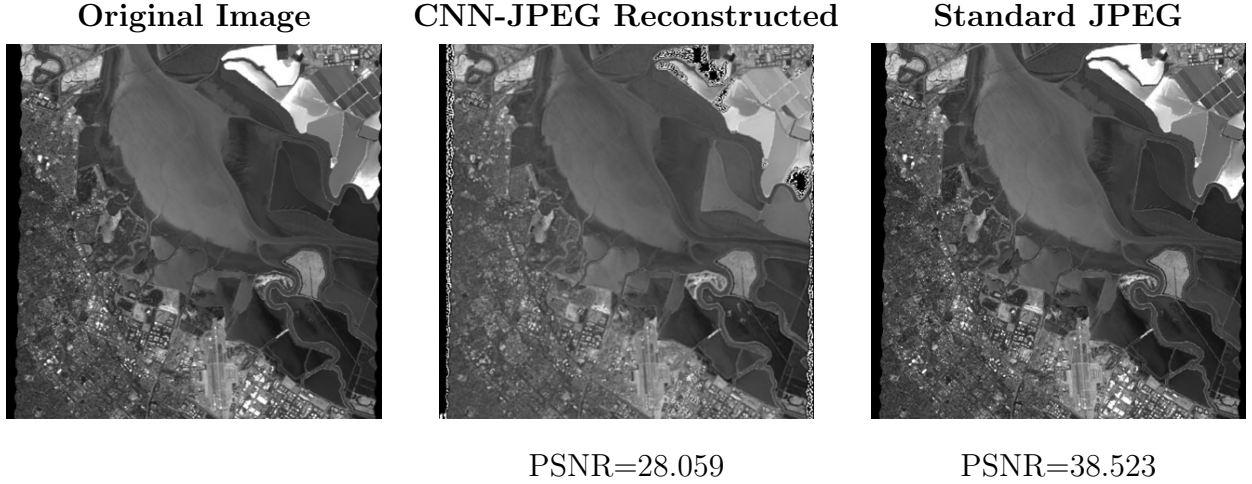 Original Image
CNN-JPEG Reconstructed
Standard JPEG
PSNR=28.059
PSNR=38.523